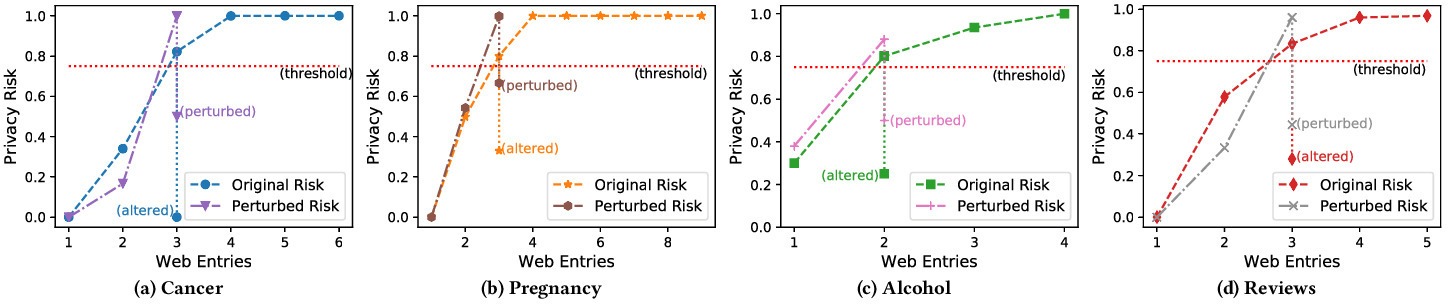 Privacy Risk
1.0
0.8
0.6
0.4
0.2
0.0
(threshold)
(perturbed)
(altered)
Original Risk
Perturbed Risk
1 2 3 4 5 6
Web Entries
(a) Cancer
Privacy Risk
1.0
0.8
0.6
0.4
0.2
0.0
(threshold)
(perturbed)
(altered)
Original Risk
Perturbed Risk
2 4 6 8
Web Entries
(b) Pregnancy
Privacy Risk
1.0
0.8
0.6
0.4
0.2
0.0
(threshold)
(perturbed)
(altered)
Original Risk
Perturbed Risk
1 2 3 4
Web Entries
(c) Alcohol
Privacy Risk
1.0
0.8
0.6
0.4
0.2
0.0
(threshold)
(perturbed)
(altered)
Original Risk
Perturbed Risk
1 2 3 4 5
Web Entries
(d) Reviews